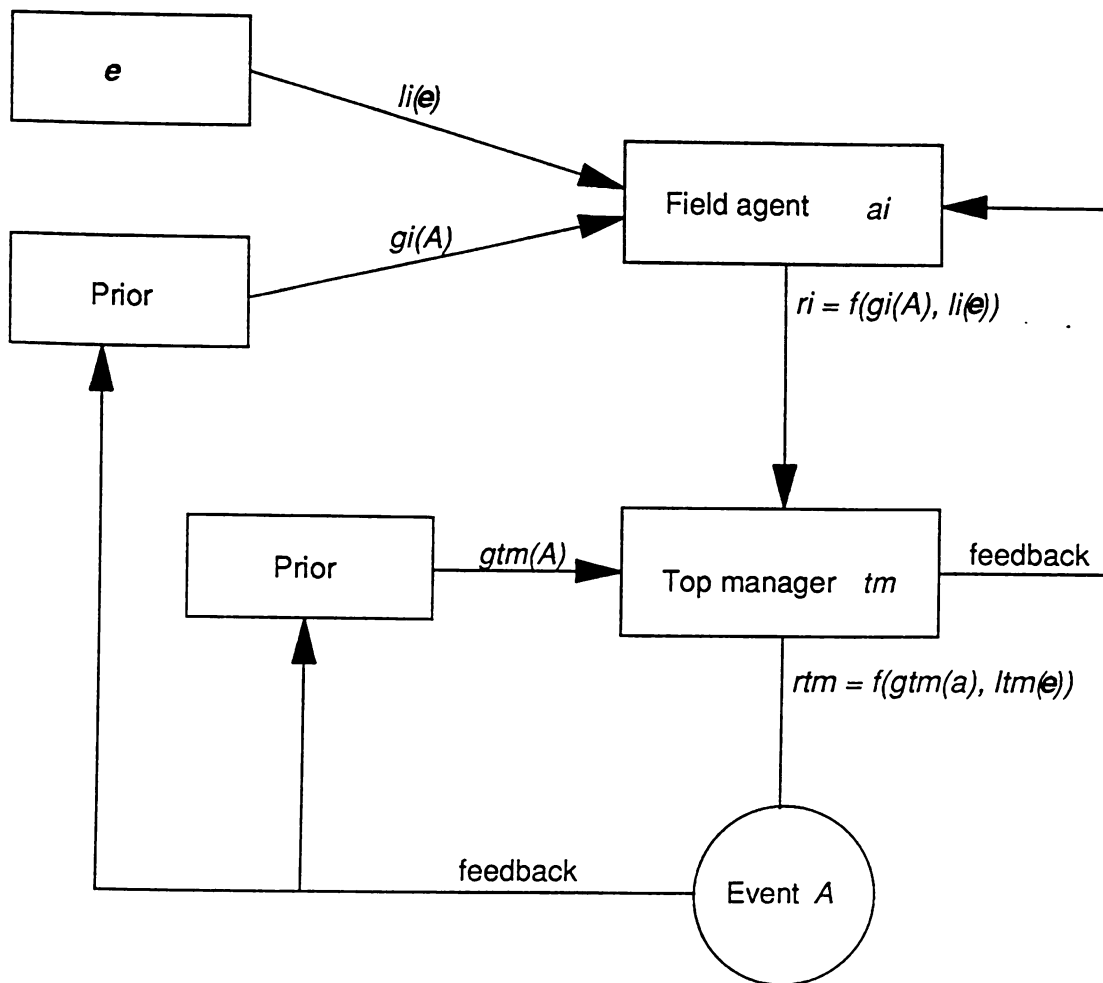 e
li(e)
Field agent ai
gi(A)
Prior
ri = f(gi(A), li(e))
Prior
gtm(A)
Top manager tm
feedback
rtm = f(gtm(a), ltm(e))
feedback
Event A